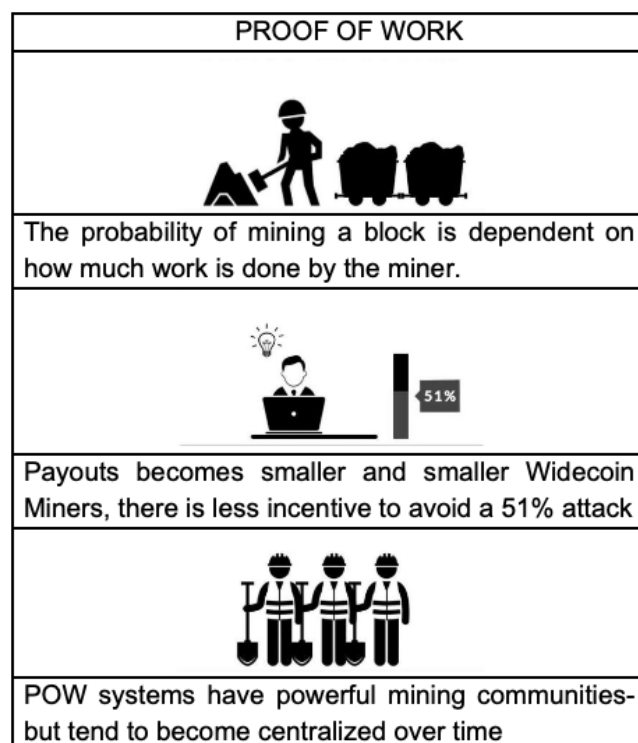 PROOF OF WORK
The probability of mining a block is dependent on
how much work is done by the miner.
51%
Payouts becomes smaller and smaller Widecoin
Miners, there is less incentive to avoid a 51% attack
POW systems have powerful mining communities-
but tend to become centralized over time